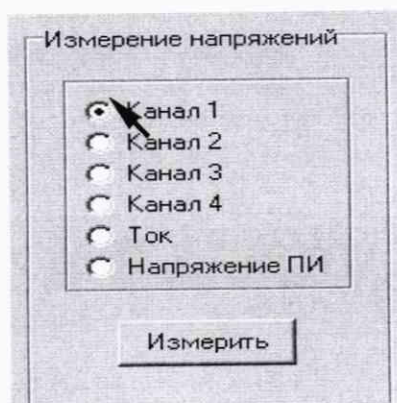 Измерение напряжений
Канал 1
Канал 2
Канал 3
Канал 4
Ток
Напряжение ПИ
Измерить